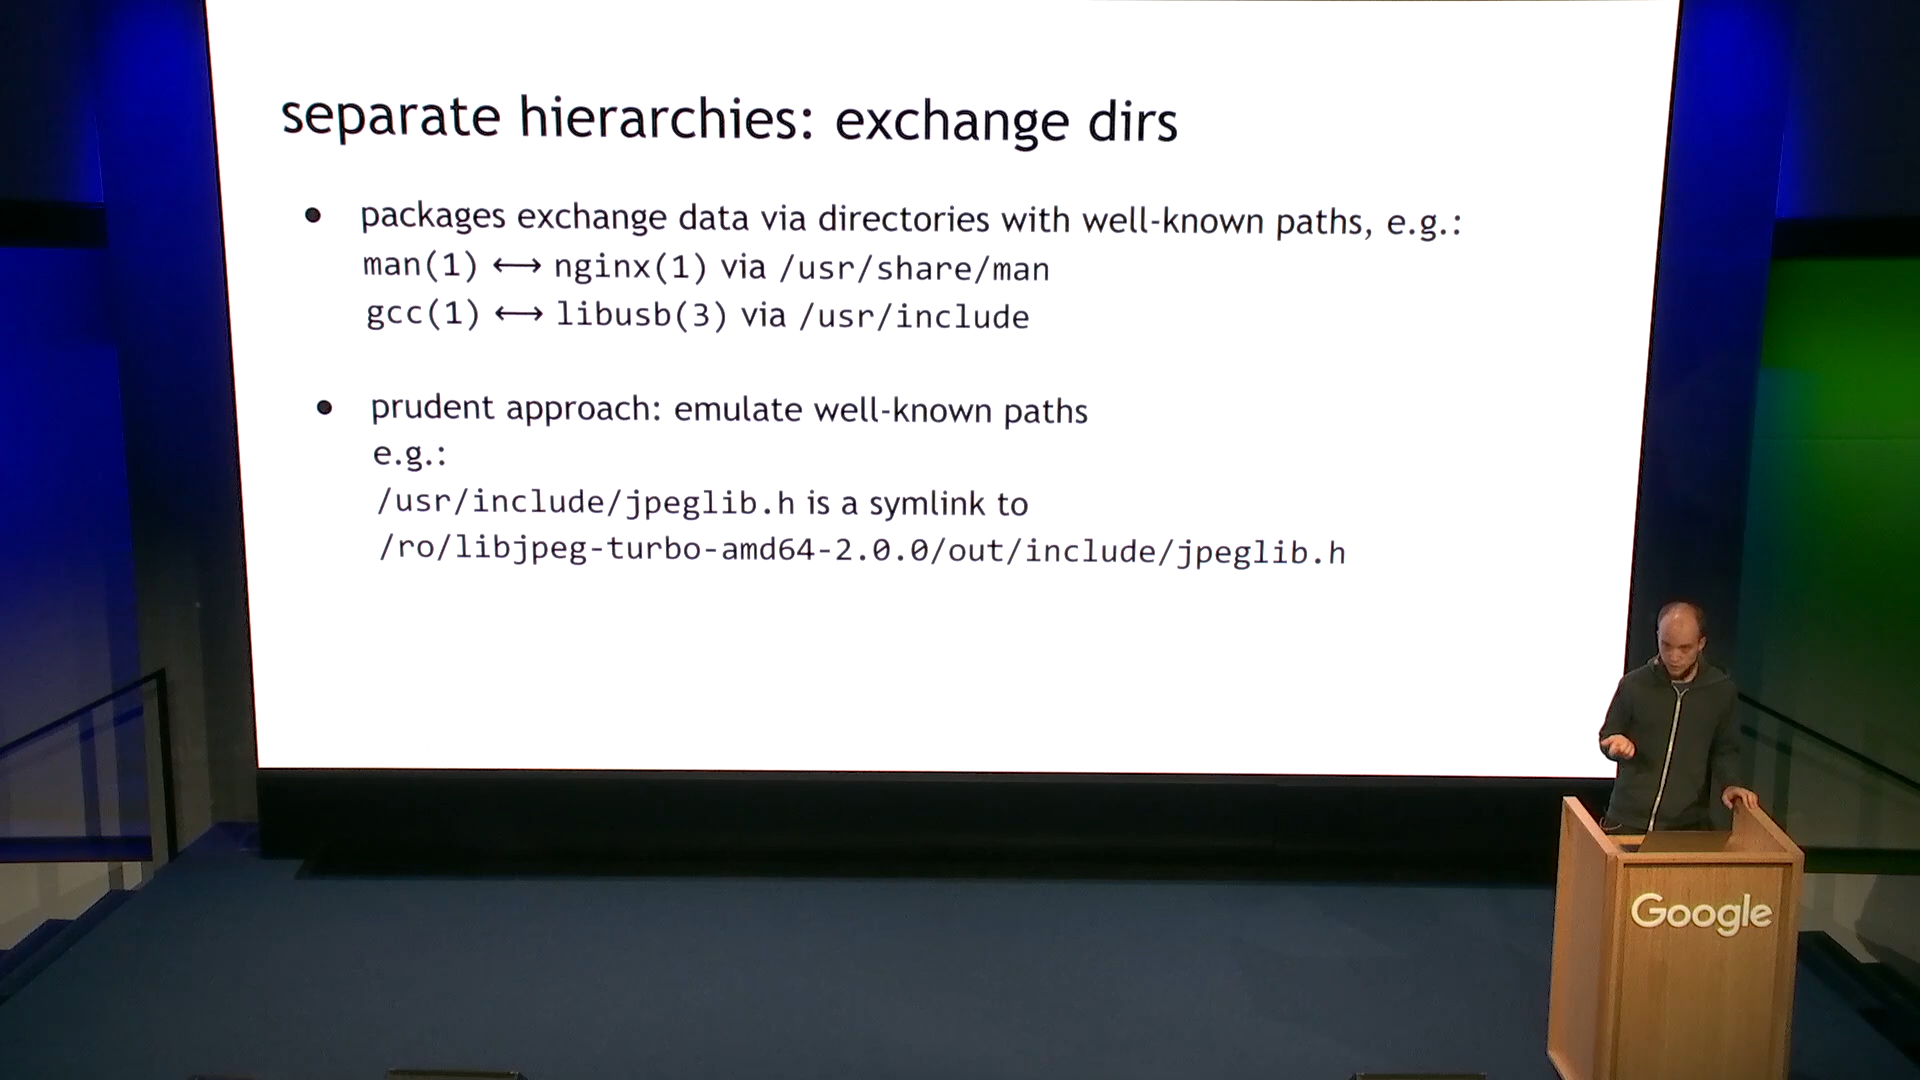 separate hierarchies: exchange dirs
● packages exchange data via directories with well-known paths, e.g.:
man(1) ⟷ nginx(1) via /usr/share/man
gcc(1) ⟷ libusb(3) via /usr/include
● prudent approach: emulate well-known paths
e.g.:
/usr/include/jpeglib.h is a symlink to
/ro/libjpeg-turbo-amd64-2.0.0/out/include/jpeglib.h
Google